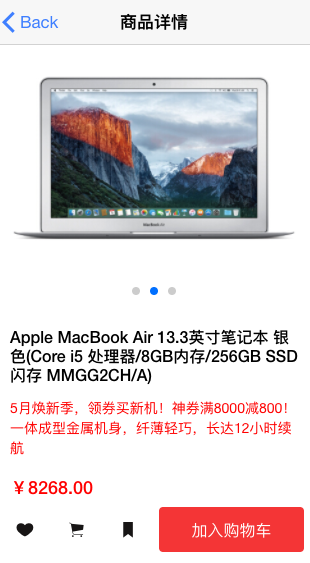 Back
商品详情
Apple MacBook Air 13.3英寸笔记本 银
色(Core i5 处理器/8GB内存/256GB SSD
闪存 MMGG2CH/A)
5月焕新季，领券买新机！神券满8000减800！
一体成型金属机身，纤薄轻巧，长达12小时续
航
￥8268.00
加入购物车